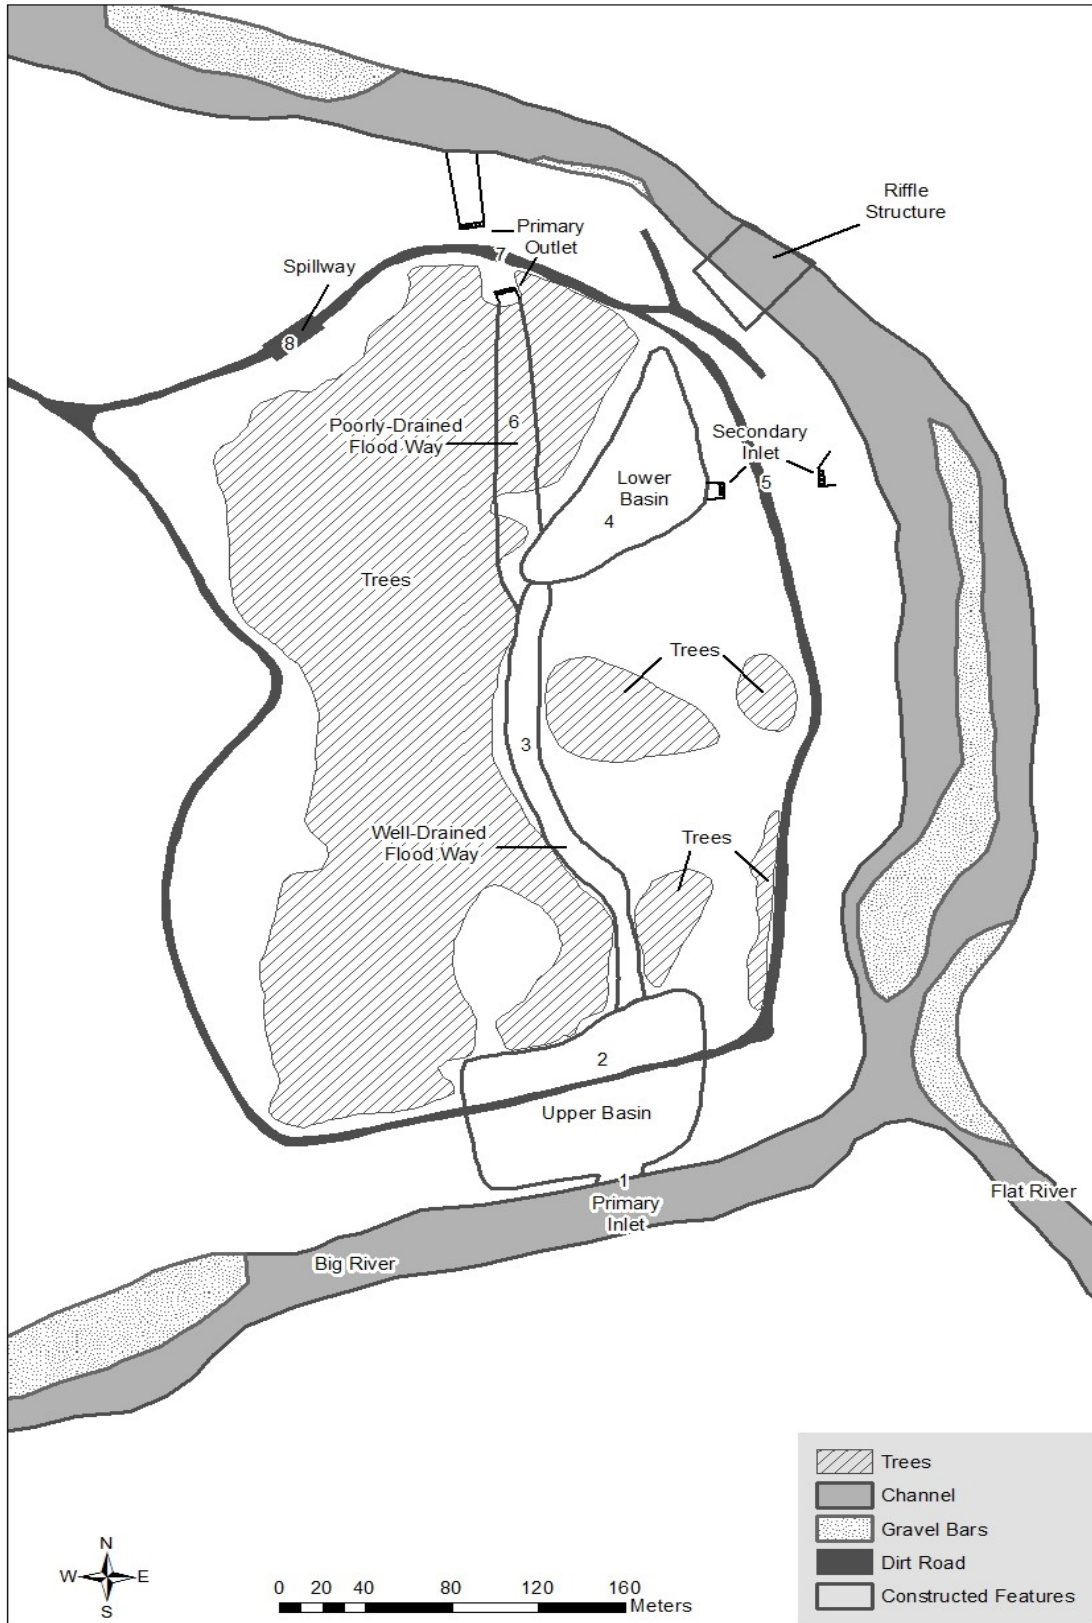 Riffle
Structure
Primary
Outlet
7
Spillway
8
Poorly-Drained
Flood Way
6
Secondary
Inlet
5
Lower
Basin
4
Trees
Trees
3
Trees
Well-Drained
Flood Way
2
Upper Basin
1
Primary
Inlet
Flat River
Big River
Trees
Channel
Gravel Bars
Dirt Road
Constructed Features
N
W E
S
0 20 40 80 120 160
Meters